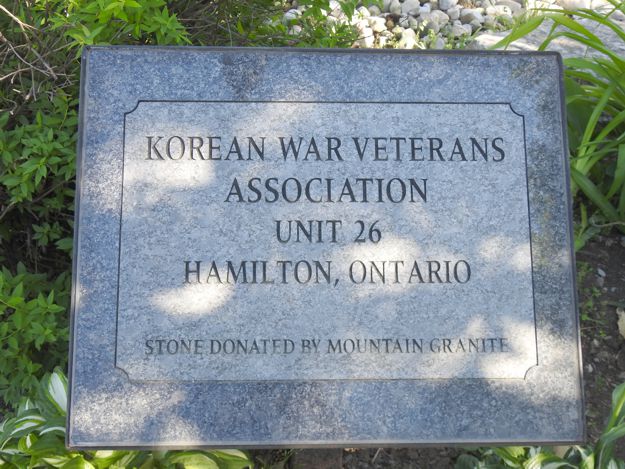 KOREAN WAR VETERANS
ASSOCIATION
UNIT 26
HAMILTON, ONTARIO
STONE DONATED BY MOUNTAIN GRANITE